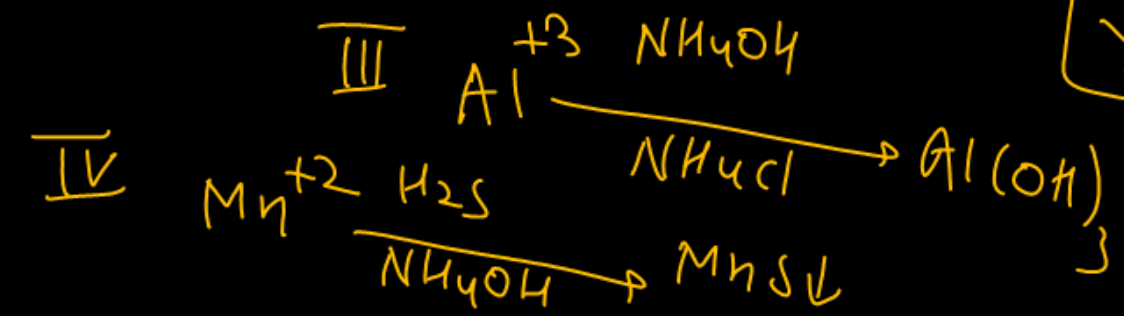 III Al+3 NH4OH
NH4Cl → Al(OH)3
IV Mn+2 H2S
NH4OH → MnS↓